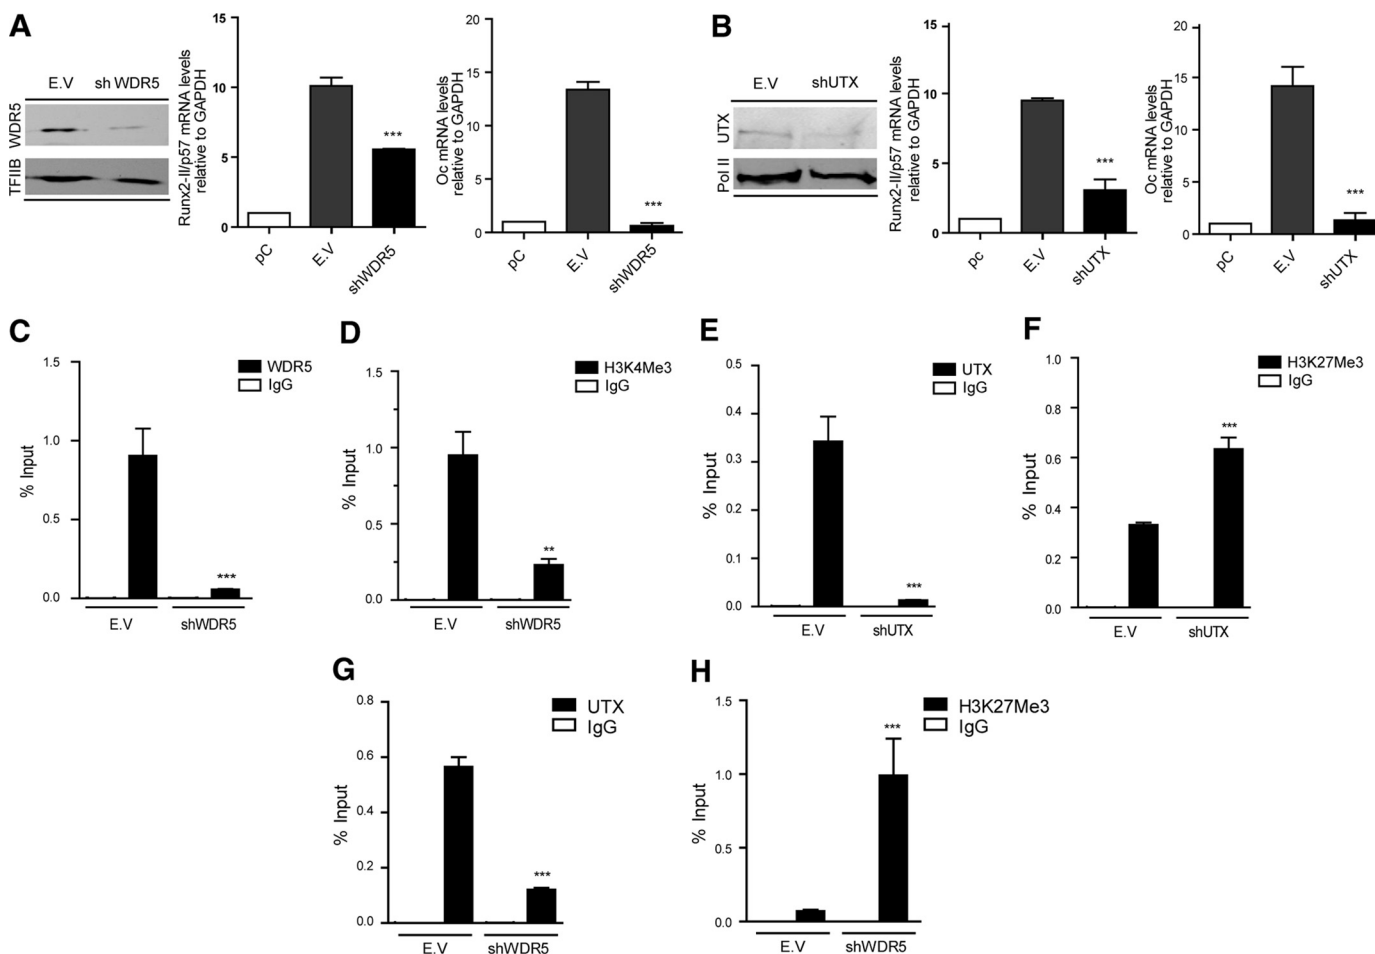 A
E.V sh WDR5
WDR5
TFIIB
Runx2-II/p57 mRNA levels
relative to GAPDH
15
10
5
0
pC
E.V
shWDR5
***
Oc mRNA levels
relative to GAPDH
20
15
10
5
0
pC
E.V
shWDR5
***
B
E.V shUTX
UTX
Pol II
Runx2-II/p57 mRNA levels
relative to GAPDH
15
10
5
0
pc
E.V
shUTX
***
Oc mRNA levels
relative to GAPDH
20
15
10
5
0
pC
E.V
shUTX
***
C
WDR5
IgG
% Input
1.5
1.0
0.5
0.0
***
E.V shWDR5
D
H3K4Me3
IgG
% Input
1.5
1.0
0.5
0.0
**
E.V shWDR5
E
UTX
IgG
% Input
0.5
0.4
0.3
0.2
0.1
0.0
***
E.V shUTX
F
H3K27Me3
IgG
% Input
1.0
0.8
0.6
0.4
0.2
0.0
***
E.V shUTX
G
UTX
IgG
% Input
0.8
0.6
0.4
0.2
0.0
***
E.V shWDR5
H
H3K27Me3
IgG
% Input
1.5
1.0
0.5
0.0
***
E.V shWDR5